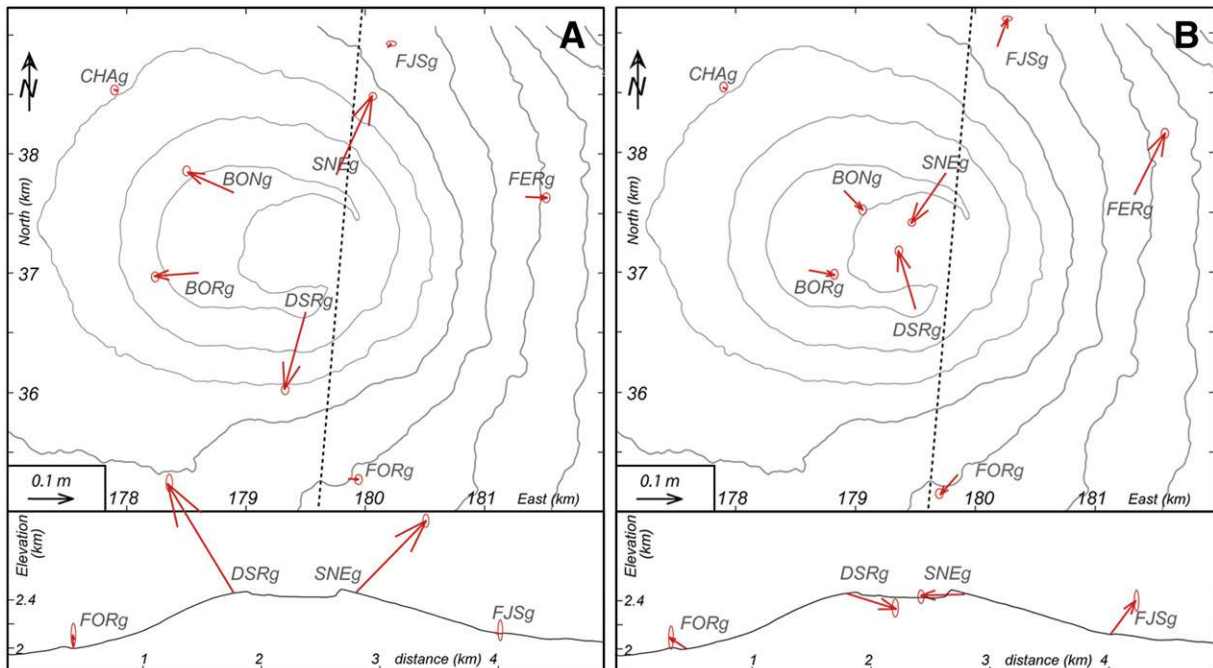 A
N
CHAg
FJSg
SNEg
BONg
FERg
BORg
DSRg
FORg
38
37
36
North (km)
0.1 m
178
179
180
181
East (km)
Elevation
(km)
2.4
2
DSRg
SNEg
FORg
FJSg
1
2
3
4
distance (km)
B
N
CHAg
FJSg
SNEg
BONg
FERg
BORg
DSRg
FORg
38
37
36
North (km)
0.1 m
178
179
180
181
East (km)
Elevation
(km)
2.4
2
DSRg
SNEg
FORg
FJSg
1
2
3
4
distance (km)